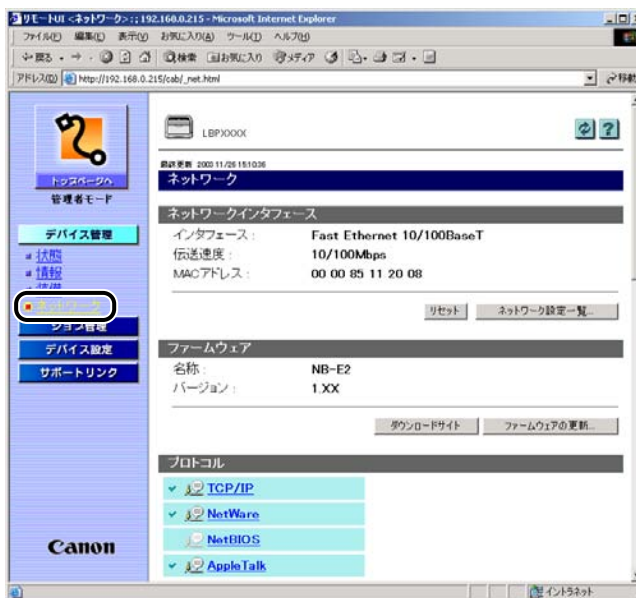 リモートUI <ネットワーク> : ; 192.168.0.215 - Microsoft Internet Explorer
ファイル(F) 編集(E) 表示(V) お気に入り(A) ツール(T) ヘルプ(H)
戻る 検索 お気に入り メディア
アドレス(D) http://192.168.0.215/cab/_net.html 移動
トップページへ
管理者モード
デバイス管理
状態
情報
装備
ネットワーク
ジョブ管理
デバイス設定
サポートリンク
Canon
LBPXXXX
最終更新 2003 11/26 15:10:36
ネットワーク
ネットワークインタフェース
インタフェース : Fast Ethernet 10/100BaseT
伝送速度 : 10/100Mbps
MACアドレス : 00 00 85 11 20 08
リセット ネットワーク設定一覧...
ファームウェア
名称 : NB-E2
バージョン : 1.XX
ダウンロードサイト ファームウェアの更新...
プロトコル
TCP/IP
NetWare
NetBIOS
AppleTalk
イントラネット